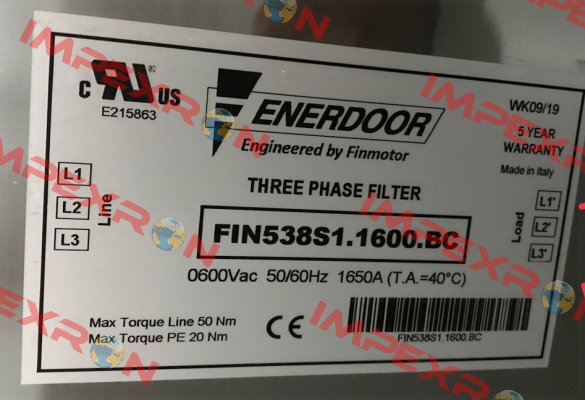 c RU US
E215863
ENERDOOR
Engineered by Finmotor
WK09/19
5 YEAR
WARRANTY
Made in Italy
THREE PHASE FILTER
L1
L2
L3
Line
FIN538S1.1600.BC
Load
L1'
L2'
L3'
0600Vac 50/60Hz 1650A (T.A.=40°C)
Max Torque Line 50 Nm
Max Torque PE 20 Nm
CE
FIN538S1.1600.BC
IMPEXRON
IMPEXRON
IMPEXRON
IMPEXRON